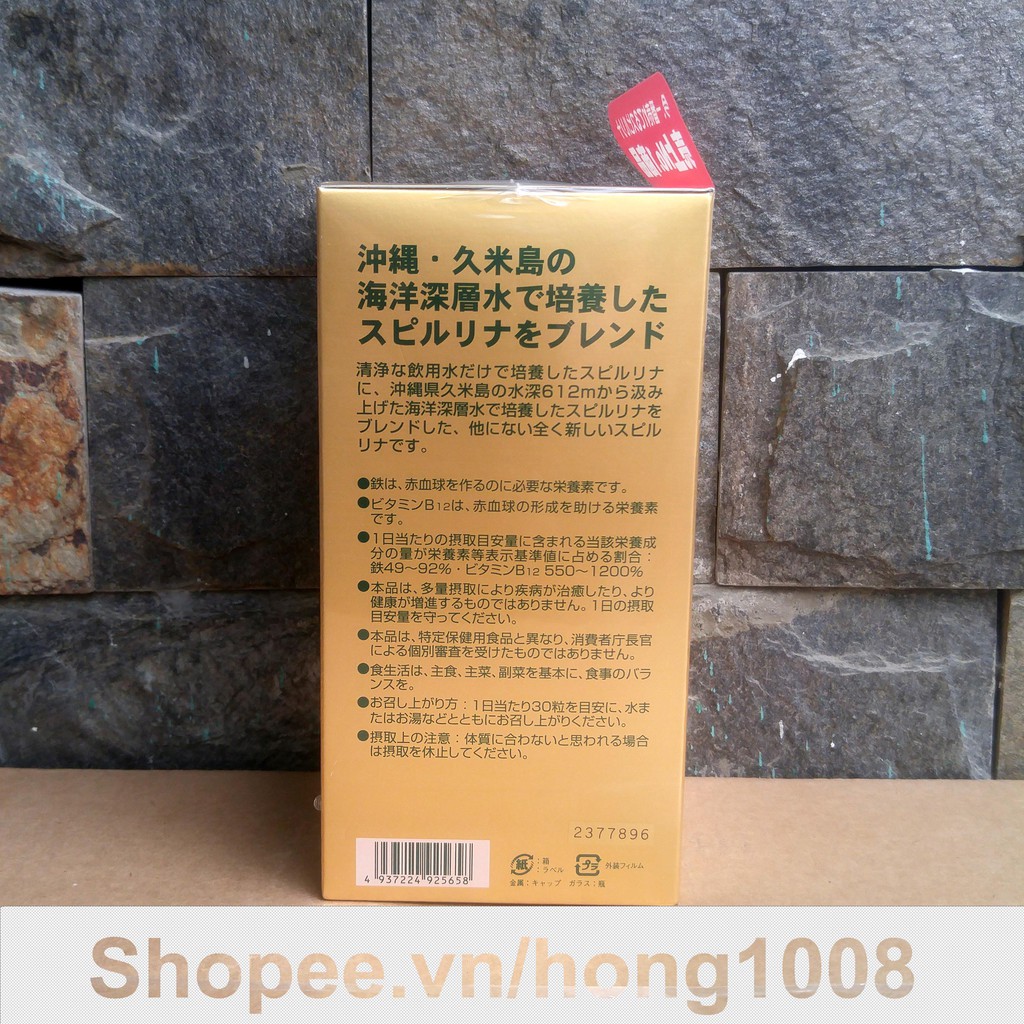 沖縄・久米島の
海洋深層水で培養した
スピルリナをブレンド
清浄な飲用水だけで培養したスピルリナ
に、沖縄県久米島の水深612mから汲み
上げた海洋深層水で培養したスピルリナを
ブレンドした、他にない全く新しいスピル
リナです。
●鉄は、赤血球を作るのに必要な栄養素です。
●ビタミンB12は、赤血球の形成を助ける栄養素
です。
●1日当たりの摂取目安量に含まれる当該栄養成
分の量が栄養素等表示基準値に占める割合：
鉄49〜92%・ビタミンB12 550〜1200%
●本品は、多量摂取により疾病が治癒したり、より
健康が増進するものではありません。1日の摂取
目安量を守ってください。
●本品は、特定保健用食品と異なり、消費者庁長官
による個別審査を受けたものではありません。
●食生活は、主食、主菜、副菜を基本に、食事のバラ
ンスを。
●お召し上がり方：1日当たり30粒を目安に、水ま
たはお湯などとともにお召し上がりください。
●摂取上の注意：体質に合わないと思われる場合
は摂取を休止してください。
2377896
4 937224 925658
紙：箱
：ラベル
プラ 外装フィルム
金属：キャップ ガラス：瓶
Shopee.vn/hong1008